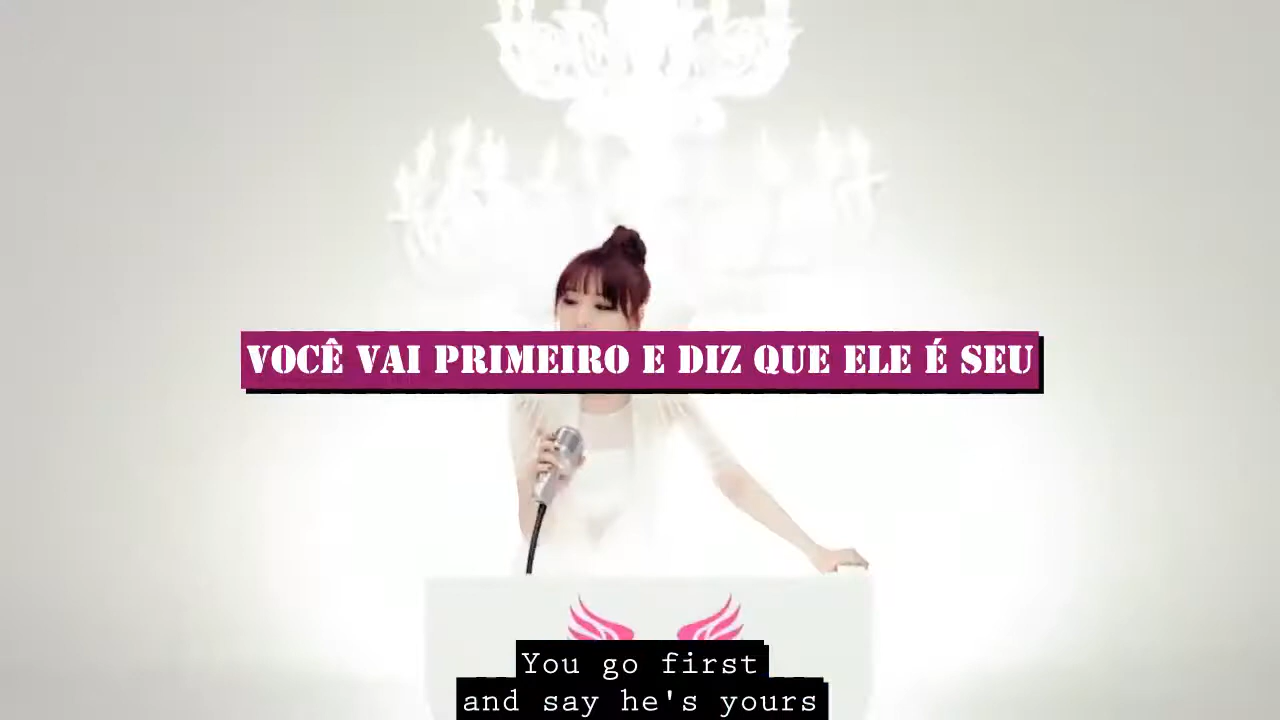 VOCÊ VAI PRIMEIRO E DIZ QUE ELE É SEU
You go first
and say he's yours